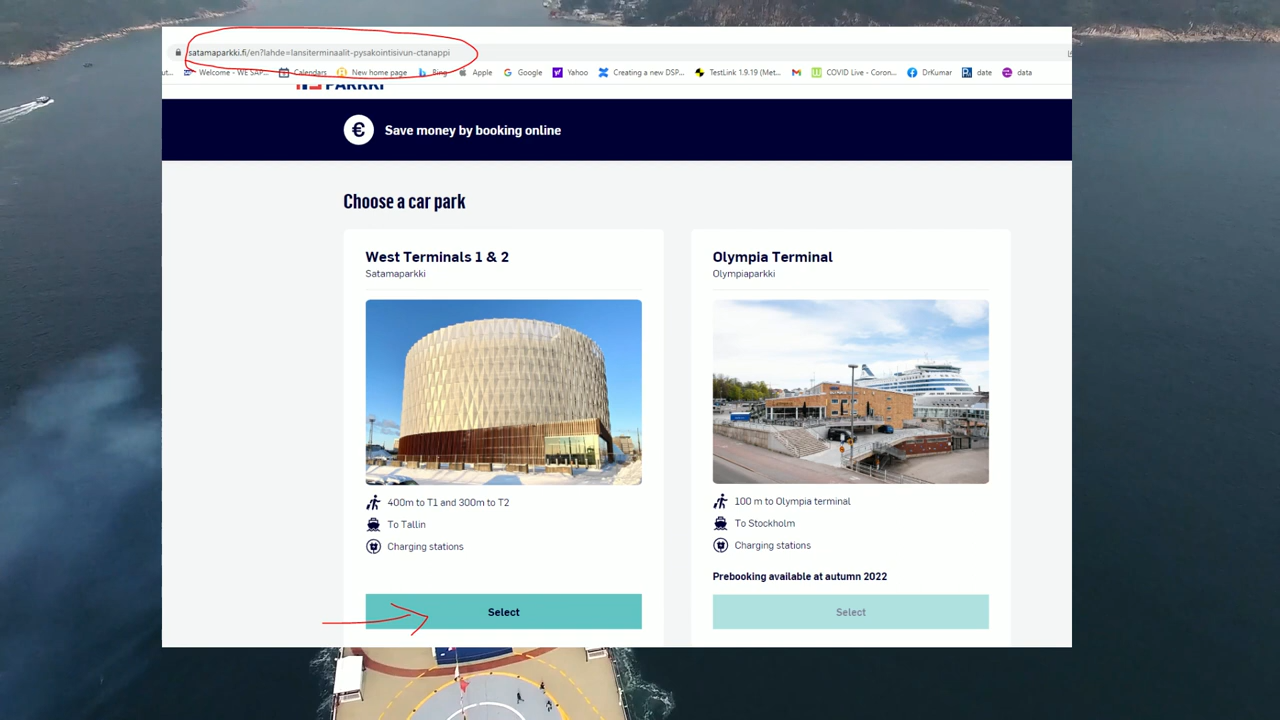 satamaparkki.fi/en?lahde=lansiterminaalit-pysakointisivun-ctanappi
ut... Welcome - WE SAP... Calendars New home page Bing Apple Google Yahoo Creating a new DSP... TestLink 1.9.19 (Met... COVID Live - Coron... DrKumar date data
PARKKI
€ Save money by booking online
Choose a car park
West Terminals 1 & 2
Satamaparkki
400m to T1 and 300m to T2
To Tallin
Charging stations
Select
Olympia Terminal
Olympiaparkki
100 m to Olympia terminal
To Stockholm
Charging stations
Prebooking available at autumn 2022
Select